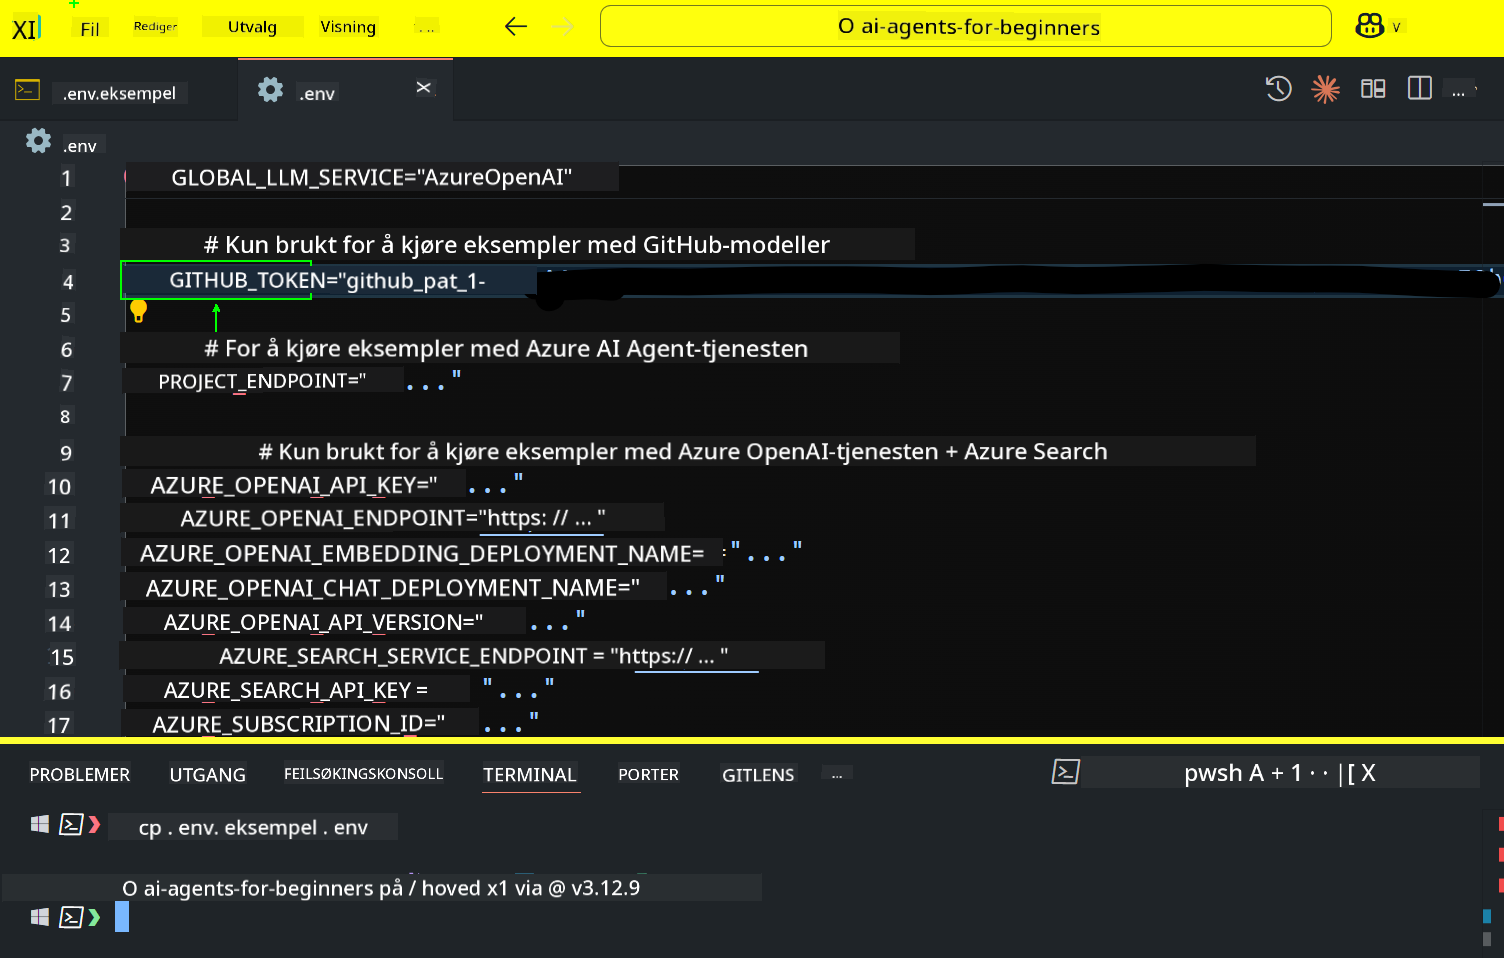 XI Fil Rediger Utvalg Visning ... O ai-agents-for-beginners v
.env.eksempel .env X ...
.env
1 GLOBAL_LLM_SERVICE="AzureOpenAI"
2
3 # Kun brukt for å kjøre eksempler med GitHub-modeller
4 GITHUB_TOKEN="github_pat_1-
5
6 # For å kjøre eksempler med Azure AI Agent-tjenesten
7 PROJECT_ENDPOINT=" ..."
8
9 # Kun brukt for å kjøre eksempler med Azure OpenAI-tjenesten + Azure Search
10 AZURE_OPENAI_API_KEY=" ..."
11 AZURE_OPENAI_ENDPOINT="https: // ... "
12 AZURE_OPENAI_EMBEDDING_DEPLOYMENT_NAME= ="..."
13 AZURE_OPENAI_CHAT_DEPLOYMENT_NAME=" ..."
14 AZURE_OPENAI_API_VERSION=" ..."
15 AZURE_SEARCH_SERVICE_ENDPOINT = "https:// ... "
16 AZURE_SEARCH_API_KEY = "..."
17 AZURE_SUBSCRIPTION_ID=" ..."
PROBLEMER UTGANG FEILSØKINGSKONSOLL TERMINAL PORTER GITLENS ... pwsh A + 1 · · |[ X
cp . env. eksempel . env
O ai-agents-for-beginners på / hoved x1 via @ v3.12.9